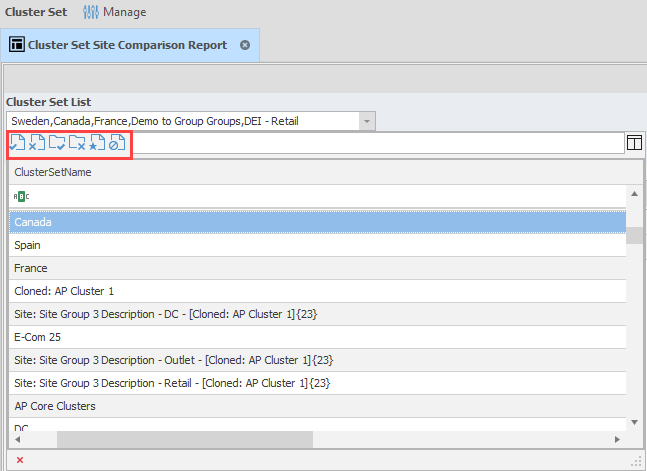 Cluster Set Manage
Cluster Set Site Comparison Report
Cluster Set List
Sweden,Canada,France,Demo to Group Groups,DEI - Retail
ClusterSetName
ABC
Canada
Spain
France
Cloned: AP Cluster 1
Site: Site Group 3 Description - DC - [Cloned: AP Cluster 1]{23}
E-Com 25
Site: Site Group 3 Description - Outlet - [Cloned: AP Cluster 1]{23}
Site: Site Group 3 Description - Retail - [Cloned: AP Cluster 1]{23}
AP Core Clusters
DC